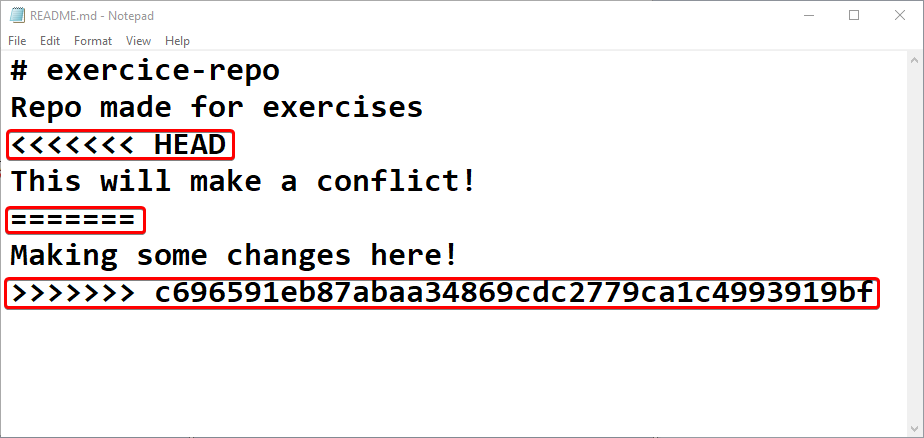 README.md - Notepad
File Edit Format View Help
# exercice-repo
Repo made for exercises
<<<<<<< HEAD
This will make a conflict!
=======
Making some changes here!
>>>>>>> c696591eb87abaa34869cdc2779ca1c4993919bf